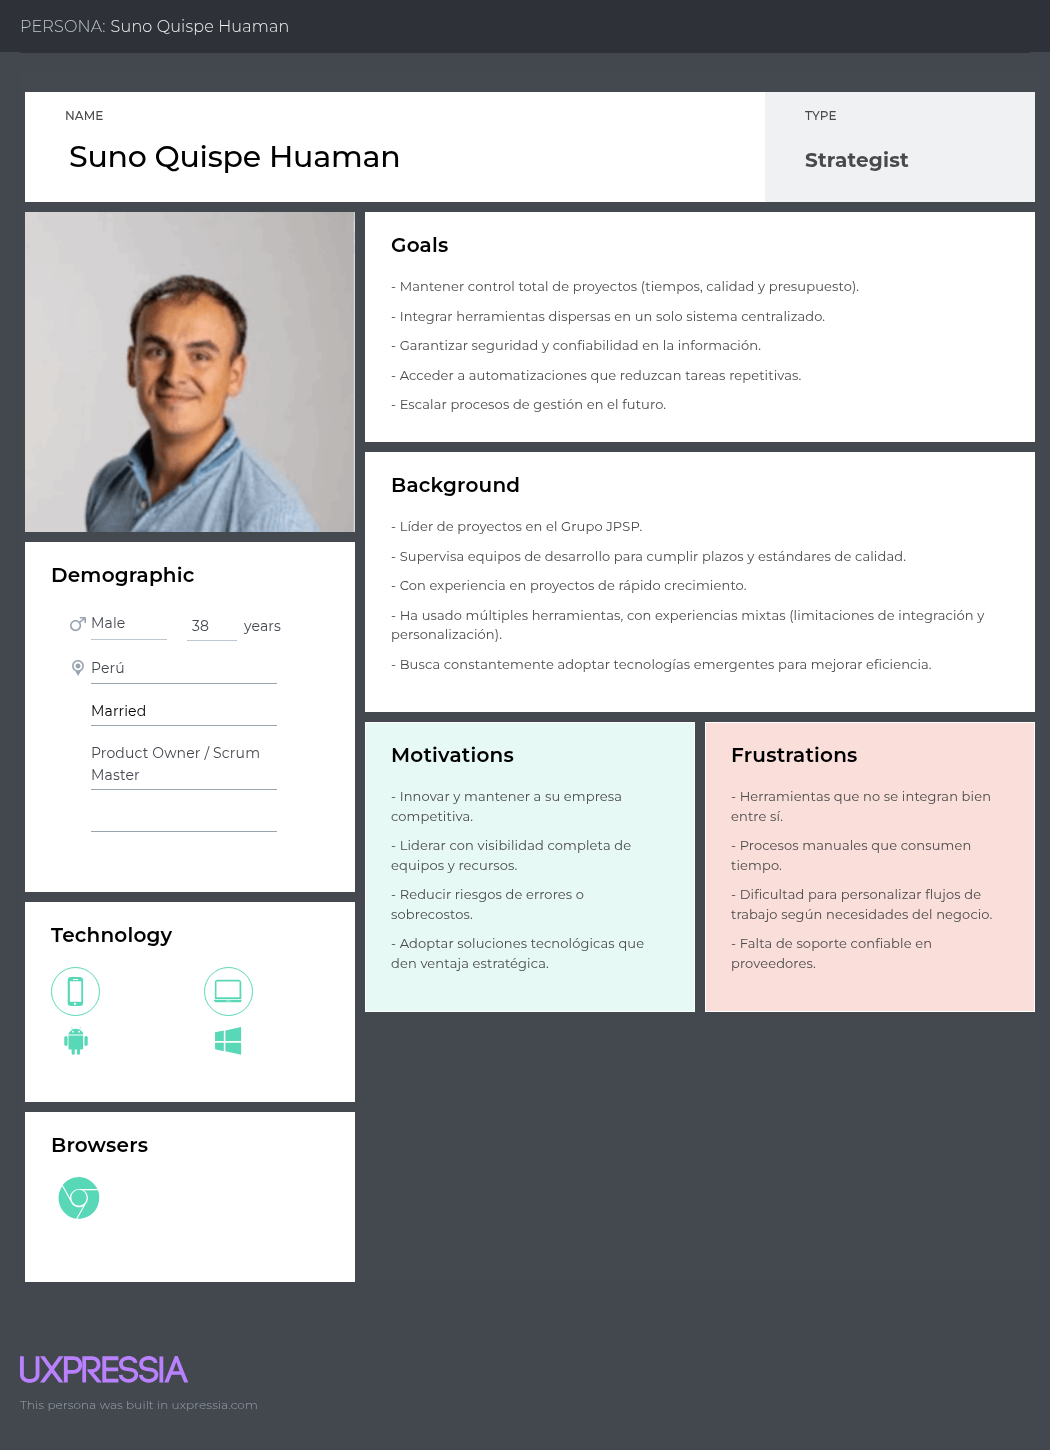 PERSONA: Suno Quispe Huaman
NAME
Suno Quispe Huaman
TYPE
Strategist
Goals
- Mantener control total de proyectos (tiempos, calidad y presupuesto).
- Integrar herramientas dispersas en un solo sistema centralizado.
- Garantizar seguridad y confiabilidad en la información.
- Acceder a automatizaciones que reduzcan tareas repetitivas.
- Escalar procesos de gestión en el futuro.
Background
- Líder de proyectos en el Grupo JPSP.
- Supervisa equipos de desarrollo para cumplir plazos y estándares de calidad.
- Con experiencia en proyectos de rápido crecimiento.
- Ha usado múltiples herramientas, con experiencias mixtas (limitaciones de integración y
personalización).
- Busca constantemente adoptar tecnologías emergentes para mejorar eficiencia.
Demographic
Male 38 years
Perú
Married
Product Owner / Scrum
Master
Motivations
- Innovar y mantener a su empresa
competitiva.
- Liderar con visibilidad completa de
equipos y recursos.
- Reducir riesgos de errores o
sobrecostos.
- Adoptar soluciones tecnológicas que
den ventaja estratégica.
Frustrations
- Herramientas que no se integran bien
entre sí.
- Procesos manuales que consumen
tiempo.
- Dificultad para personalizar flujos de
trabajo según necesidades del negocio.
- Falta de soporte confiable en
proveedores.
Technology
Browsers
UXPRESSIA
This persona was built in uxpressia.com